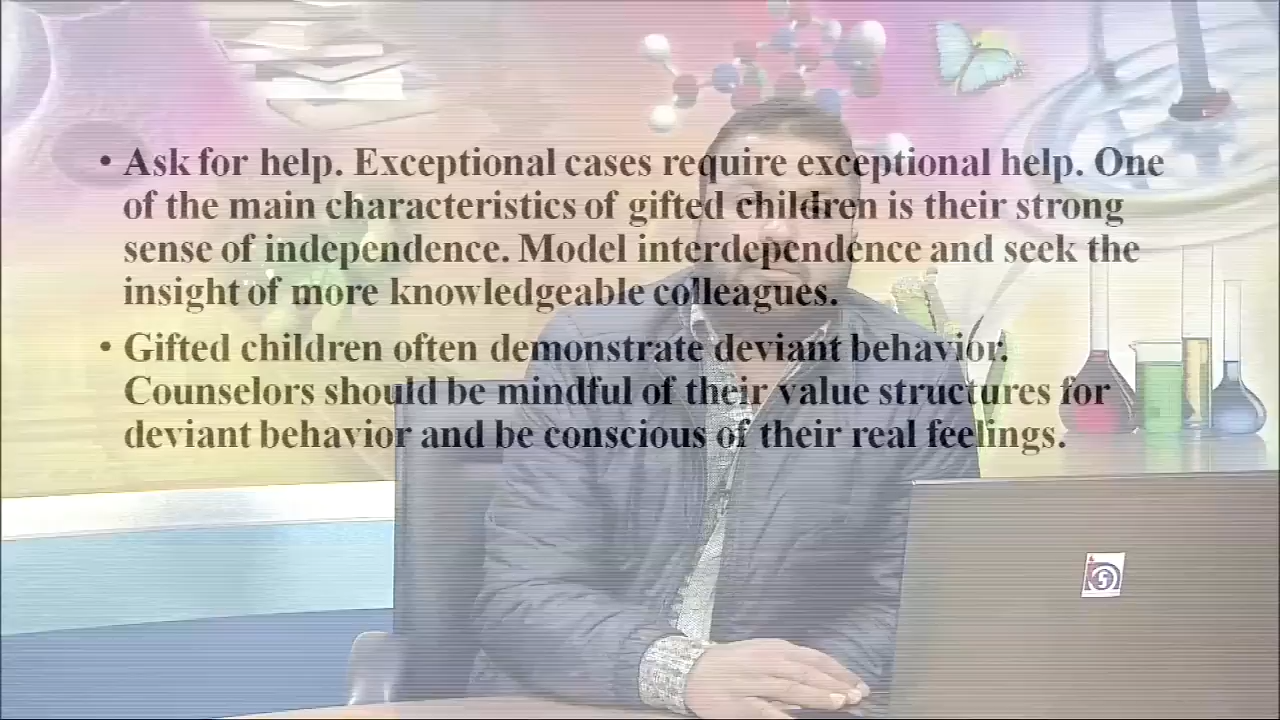 • Ask for help. Exceptional cases require exceptional help. One
of the main characteristics of gifted children is their strong
sense of independence. Model interdependence and seek the
insight of more knowledgeable colleagues.
• Gifted children often demonstrate deviant behavior.
Counselors should be mindful of their value structures for
deviant behavior and be conscious of their real feelings.